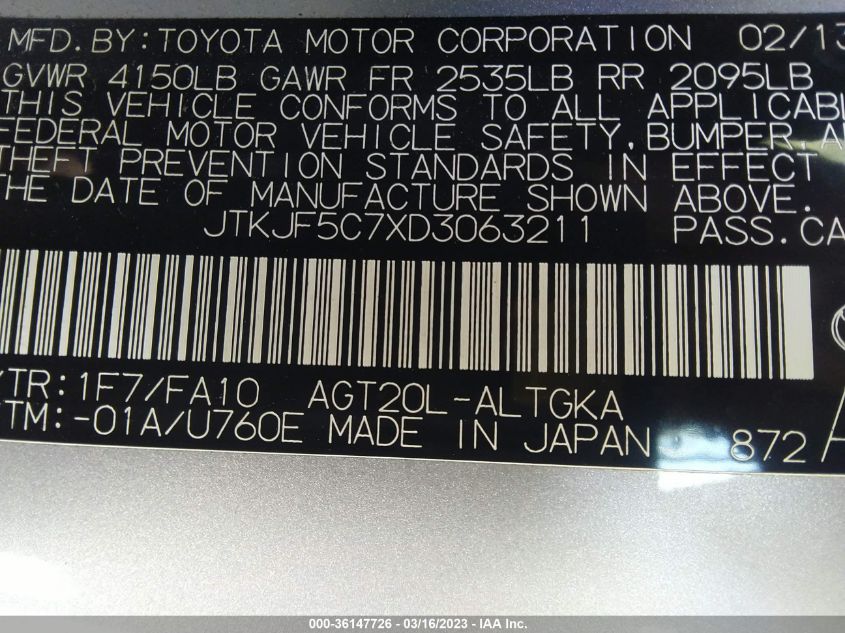 MFD. BY: TOYOTA MOTOR CORPORATION 02/13
GVWR 4150LB GAWR FR 2535LB RR 2095LB
THIS VEHICLE CONFORMS TO ALL APPLICABL
FEDERAL MOTOR VEHICLE SAFETY, BUMPER, A
THEFT PREVENTION STANDARDS IN EFFECT
THE DATE OF MANUFACTURE SHOWN ABOVE.
JTKJF5C7XD3063211 PASS. CA
/TR: 1F7/FA10 AGT20L-ALTGKA
TM: -01A/U760E MADE IN JAPAN 872
000-36147726 - 03/16/2023 - IAA Inc.